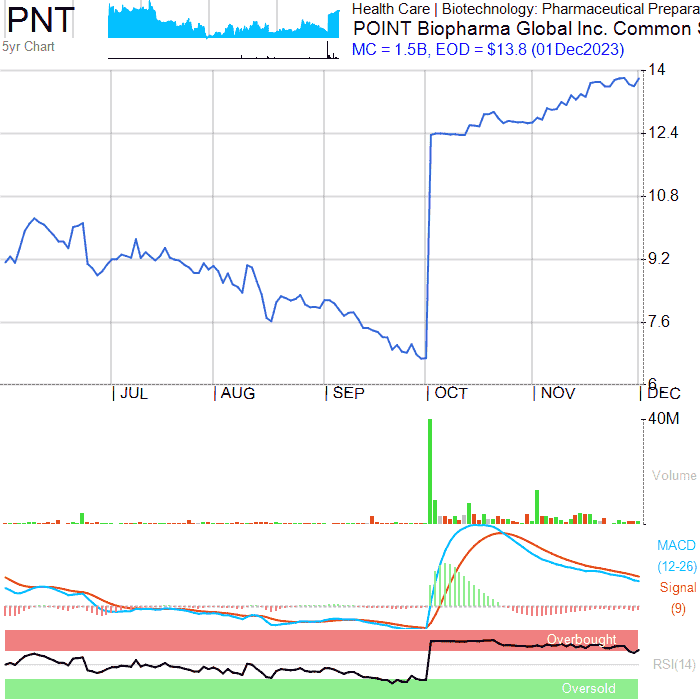 PNT
5yr Chart
Health Care | Biotechnology: Pharmaceutical Prepara
POINT Biopharma Global Inc. Common S
MC = 1.5B, EOD = $13.8 (01Dec2023)
14
12.4
10.8
9.2
7.6
6
JUL
AUG
SEP
OCT
NOV
DEC
40M
Volume
MACD
(12-26)
Signal
(9)
Overbought
RSI(14)
Oversold